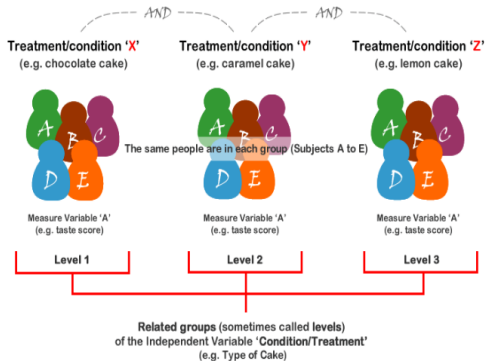 AND
AND
Treatment/condition 'X'
(e.g. chocolate cake)
Treatment/condition 'Y'
(e.g. caramel cake)
Treatment/condition 'Z'
(e.g. lemon cake)
A
B
C
D
E
A
B
C
D
E
A
B
C
D
E
The same people are in each group (Subjects A to E)
Measure Variable 'A'
(e.g. taste score)
Measure Variable 'A'
(e.g. taste score)
Measure Variable 'A'
(e.g. taste score)
Level 1
Level 2
Level 3
Related groups (sometimes called levels)
of the Independent Variable 'Condition/Treatment'
(e.g. Type of Cake)